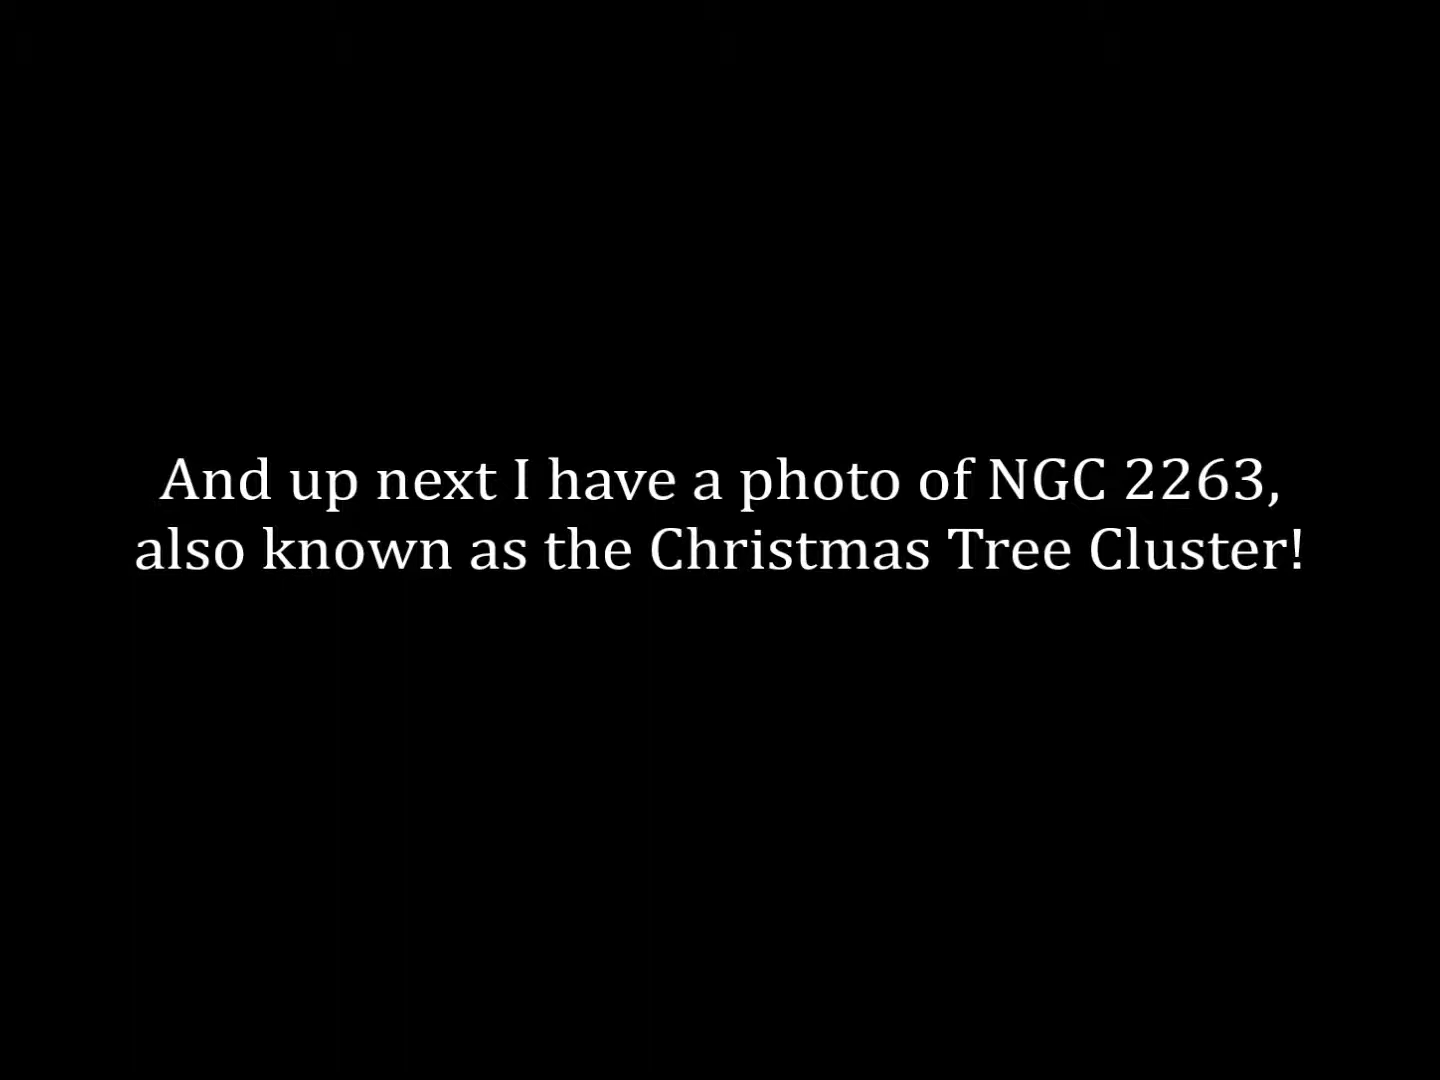 And up next I have a photo of NGC 2263,
also known as the Christmas Tree Cluster!